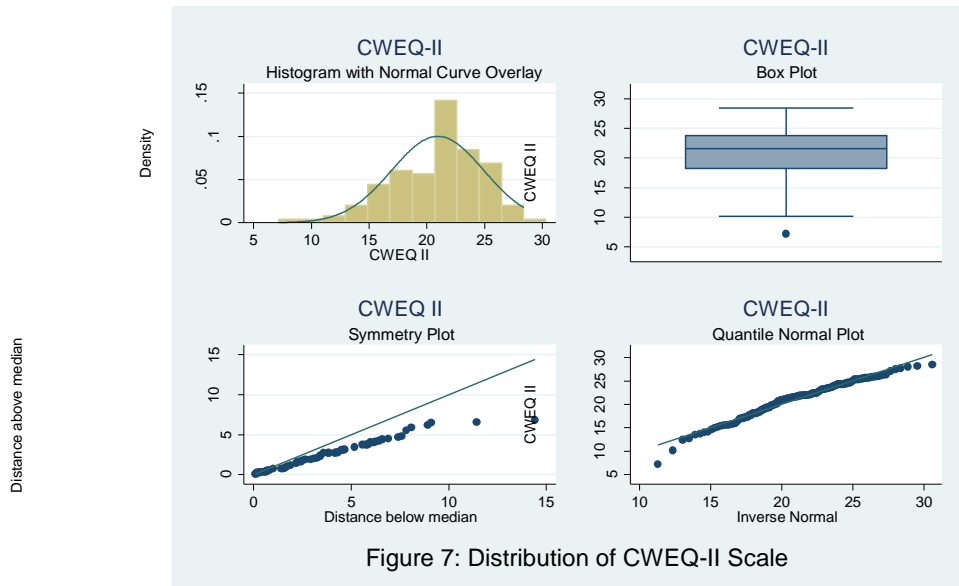 CWEQ-II
Histogram with Normal Curve Overlay
Density
0 .05 .1 .15
5 10 15 20 25 30
CWEQ II
CWEQ-II
Box Plot
CWEQ II
5 10 15 20 25 30
CWEQ II
Symmetry Plot
Distance above median
0 5 10 15
0 5 10 15
Distance below median
CWEQ-II
Quantile Normal Plot
CWEQ II
5 10 15 20 25 30
10 15 20 25 30
Inverse Normal
Figure 7: Distribution of CWEQ-II Scale